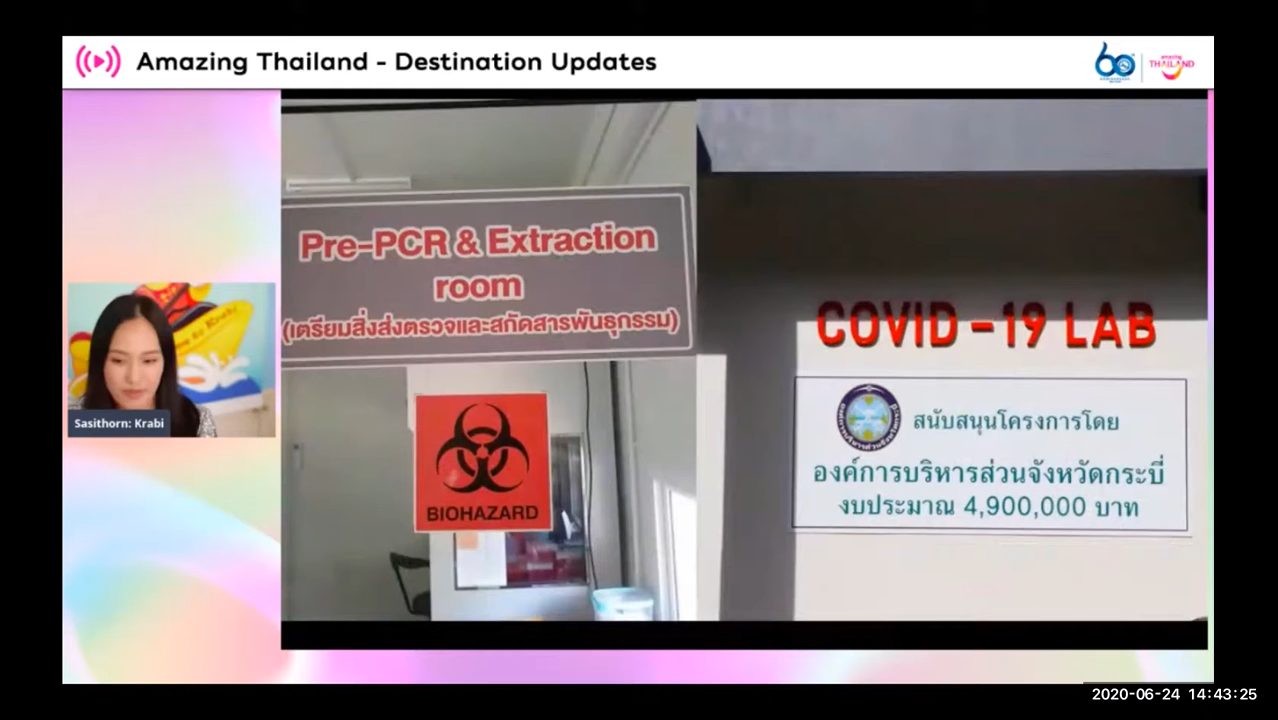 Amazing Thailand - Destination Updates
60
AMAZING
THAILAND
Pre-PCR & Extraction
room
(เตรียมสิ่งส่งตรวจและสกัดสารพันธุกรรม)
BIOHAZARD
COVID -19 LAB
สนับสนุนโครงการโดย
องค์การบริหารส่วนจังหวัดกระบี่
งบประมาณ 4,900,000 บาท
Sasithorn: Krabi
2020-06-24 14:43:25